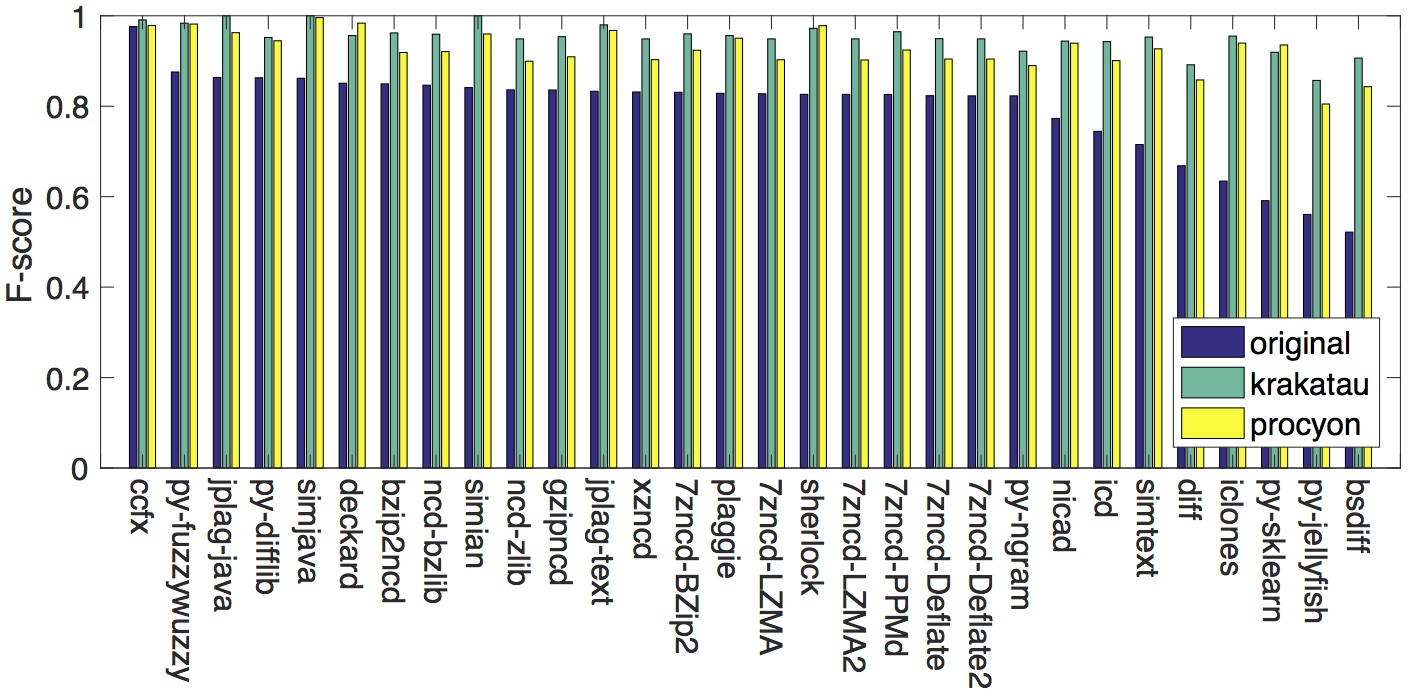 F-score
1
0.8
0.6
0.4
0.2
0
ccfx
py-fuzzywuzzy
jplag-java
py-difflib
simjava
deckard
bzip2ncd
ncd-bzlib
simian
ncd-zlib
gzipncd
jplag-text
xzncd
7zncd-BZip2
plaggie
7zncd-LZMA
sherlock
7zncd-LZMA2
7zncd-PPMd
7zncd-Deflate
7zncd-Deflate2
py-ngram
nicad
icd
simtext
diff
iclones
py-sklearn
py-jellyfish
bsdiff
original
krakatau
procyon